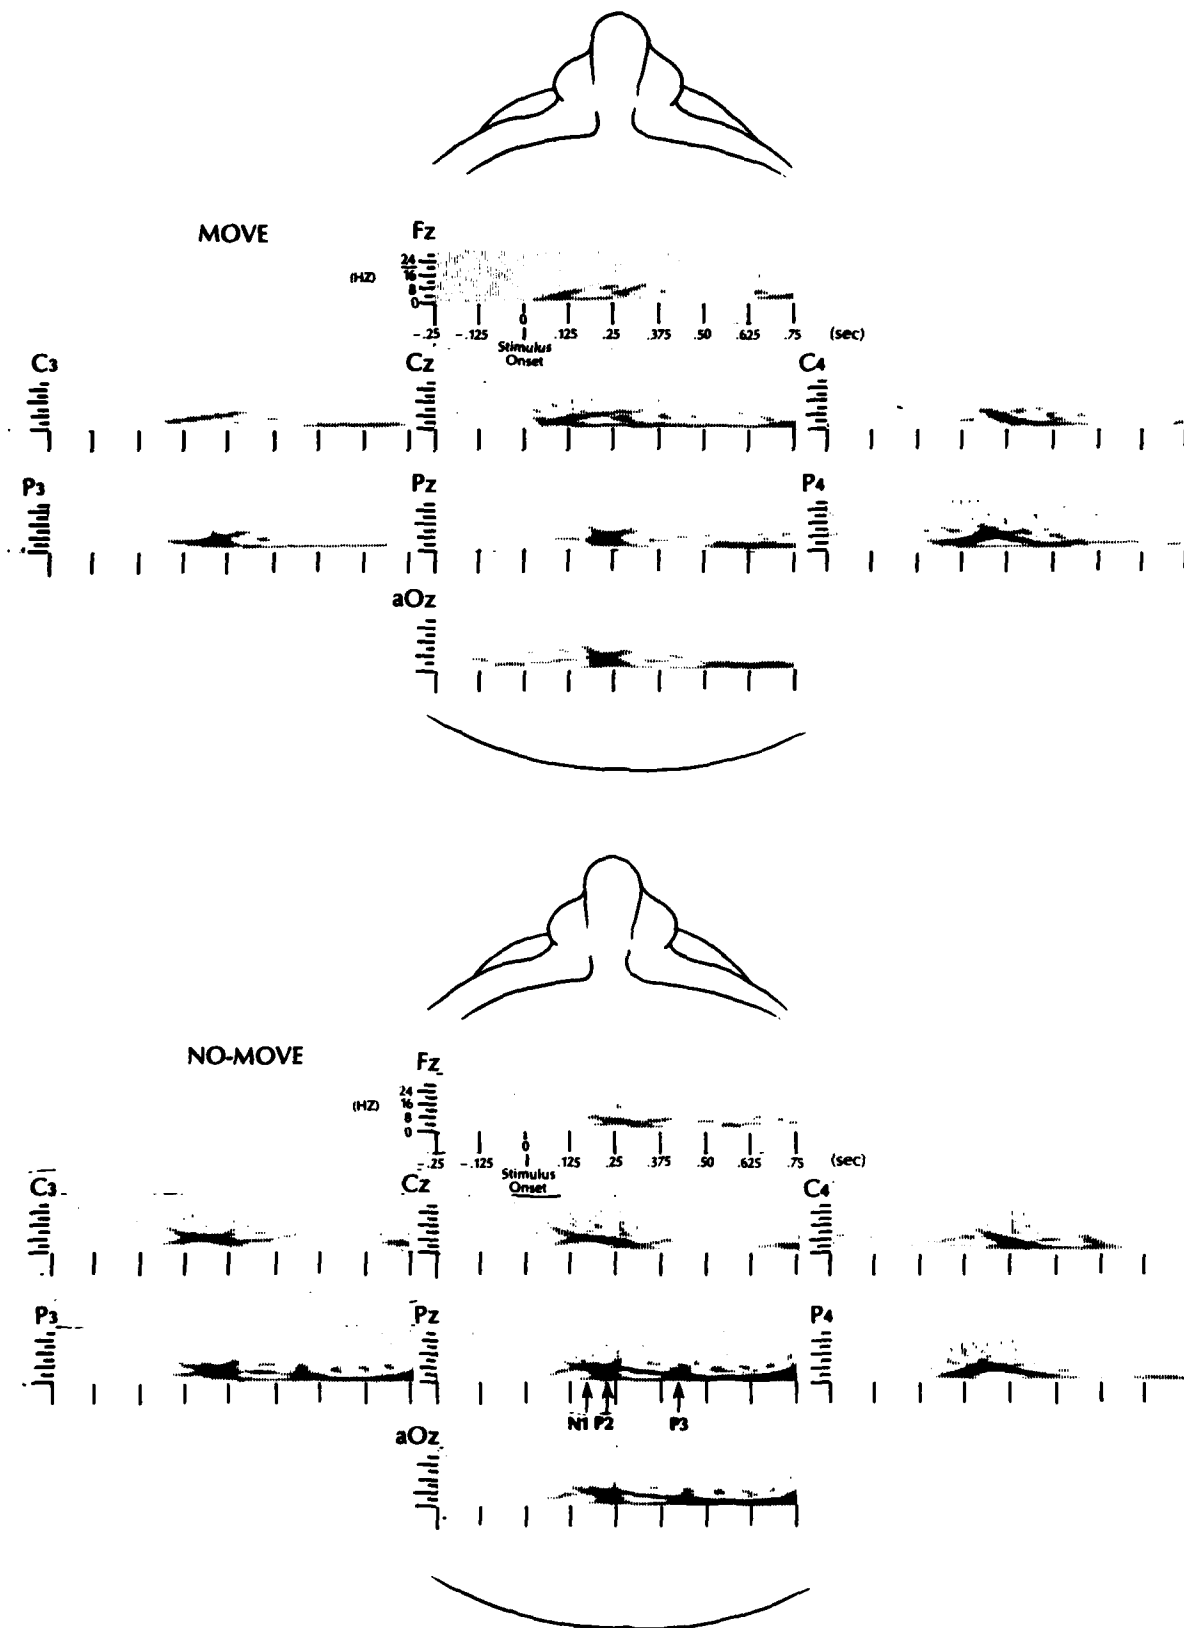 MOVE
Fz
(HZ)
24
16
8
0
-.25 -.125 0 .125 .25 .375 .50 .625 .75 (sec)
Stimulus
Onset
C3 Cz C4
P3 Pz P4
aOz
NO-MOVE
Fz
(HZ)
24
16
8
0
-.25 -.125 0 .125 .25 .375 .50 .625 .75 (sec)
Stimulus
Onset
C3 Cz C4
P3 Pz P4
N1 P2 P3
aOz